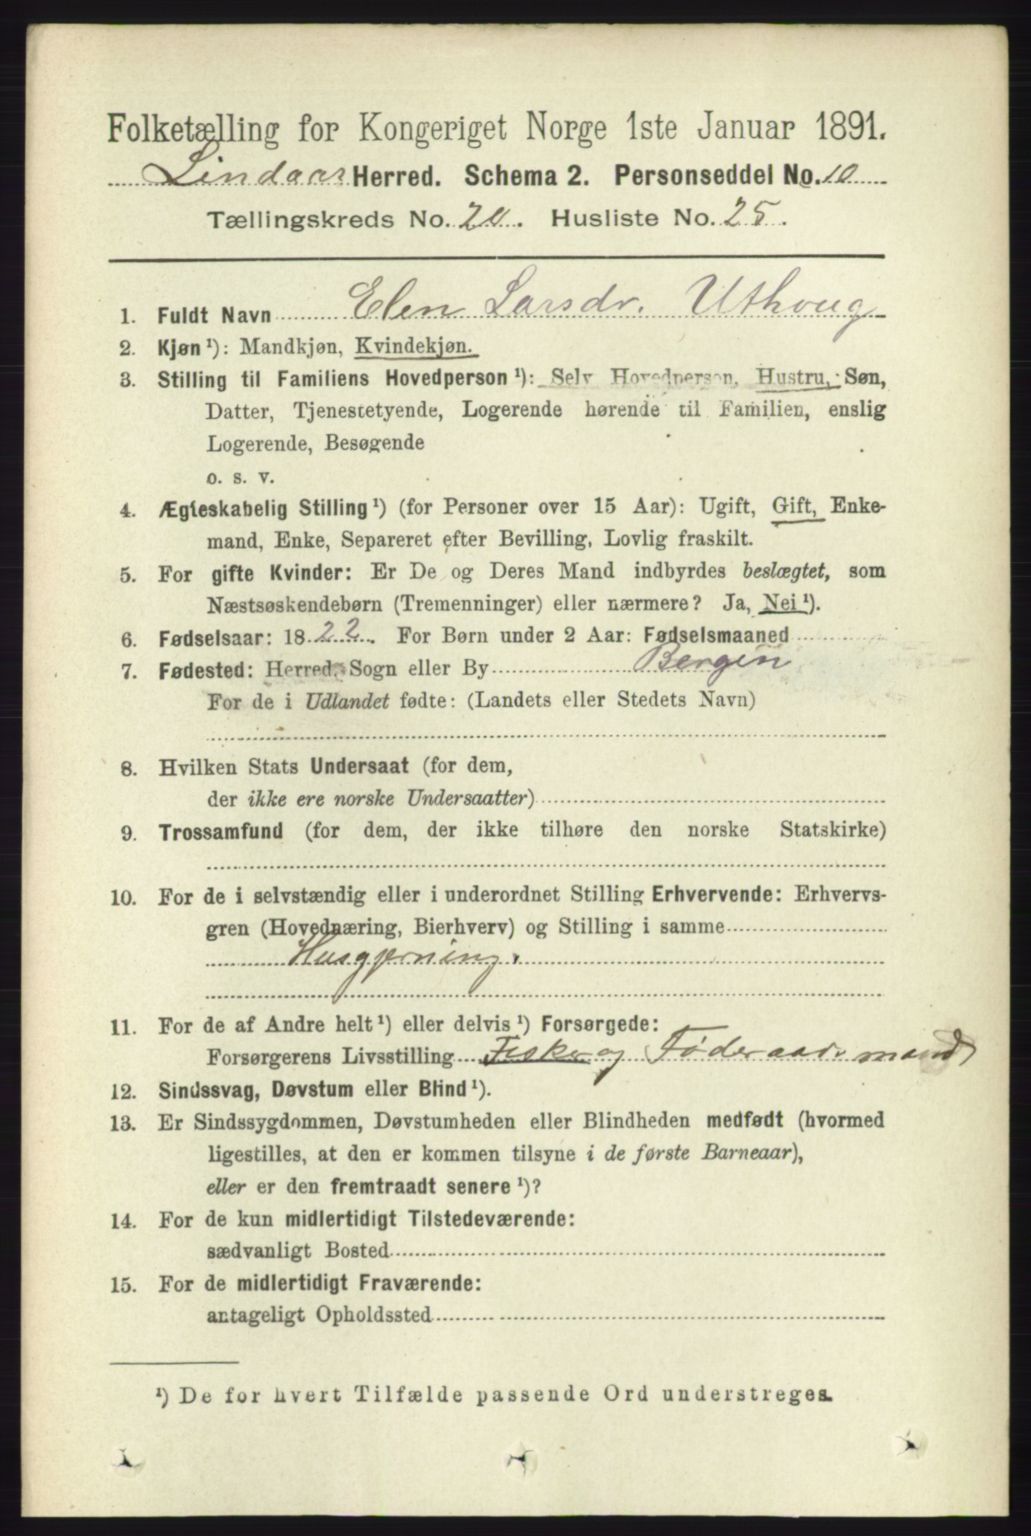 Folketælling for Kongeriget Norge 1ste Januar 1891.
Lindaas Herred. Schema 2. Personseddel No. 10
Tællingskreds No. 20. Husliste No. 25.
1. Fuldt Navn Elen Larsdr. Uthoug
2. Kjøn ¹): Mandkjøn, Kvindekjøn.
3. Stilling til Familiens Hovedperson ¹): Selv Hovedperson, Hustru, Søn,
Datter, Tjenestetyende, Logerende hørende til Familien, enslig
Logerende, Besøgende
o. s. v.
4. Ægteskabelig Stilling ¹) (for Personer over 15 Aar): Ugift, Gift, Enke-
mand, Enke, Separeret efter Bevilling, Lovlig fraskilt.
5. For gifte Kvinder: Er De og Deres Mand indbyrdes beslægtet, som
Næstsøskendebørn (Tremenninger) eller nærmere? Ja, Nei ¹).
6. Fødselsaar: 1822. For Børn under 2 Aar: Fødselsmaaned
7. Fødested: Herred, Sogn eller By Bergen
For de i Udlandet fødte: (Landets eller Stedets Navn)
8. Hvilken Stats Undersaat (for dem,
der ikke ere norske Undersaatter)
9. Trossamfund (for dem, der ikke tilhøre den norske Statskirke)
10. For de i selvstændig eller i underordnet Stilling Erhvervende: Erhvervs-
gren (Hovednæring, Bierhverv) og Stilling i samme
Husgjerning.
11. For de af Andre helt ¹) eller delvis ¹) Forsørgede:
Forsørgerens Livsstilling Fisker og Føderaadsmand
12. Sindssvag, Døvstum eller Blind ¹).
13. Er Sindssygdommen, Døvstumheden eller Blindheden medfødt (hvormed
ligestilles, at den er kommen tilsyne i de første Barneaar),
eller er den fremtraadt senere ¹)?
14. For de kun midlertidigt Tilstedeværende:
sædvanligt Bosted
15. For de midlertidigt Fraværende:
antageligt Opholdssted
¹) De for hvert Tilfælde passende Ord understreges.